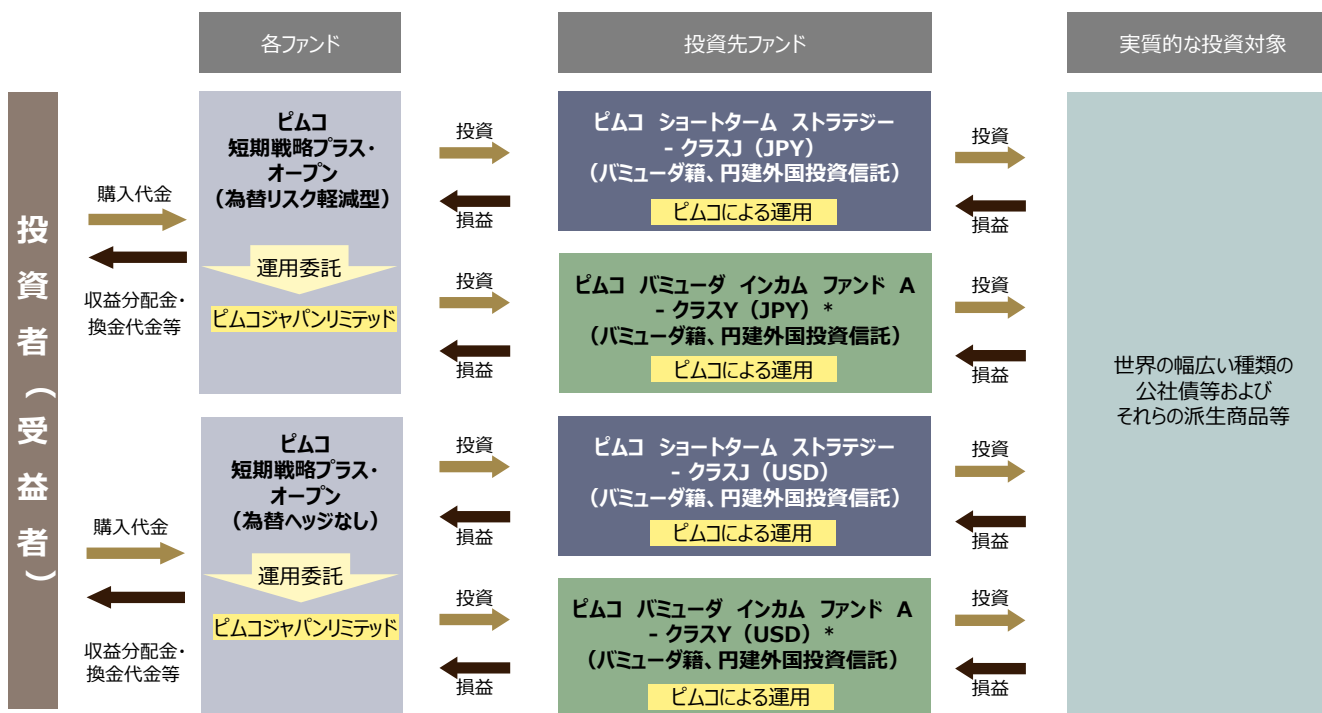 各ファンド
投資先ファンド
実質的な投資対象
投資者（受益者）
購入代金
収益分配金・
換金代金等
ピムコ
短期戦略プラス・
オープン
（為替リスク軽減型）
運用委託
ピムコジャパンリミテッド
投資
損益
ピムコ ショートターム ストラテジー
- クラスJ（JPY）
（バミューダ籍、円建外国投資信託）
ピムコによる運用
投資
損益
投資
損益
ピムコ バミューダ インカム ファンド A
- クラスY（JPY）*
（バミューダ籍、円建外国投資信託）
ピムコによる運用
投資
損益
購入代金
収益分配金・
換金代金等
ピムコ
短期戦略プラス・
オープン
（為替ヘッジなし）
運用委託
ピムコジャパンリミテッド
投資
損益
ピムコ ショートターム ストラテジー
- クラスJ（USD）
（バミューダ籍、円建外国投資信託）
ピムコによる運用
投資
損益
投資
損益
ピムコ バミューダ インカム ファンド A
- クラスY（USD）*
（バミューダ籍、円建外国投資信託）
ピムコによる運用
投資
損益
世界の幅広い種類の
公社債等および
それらの派生商品等